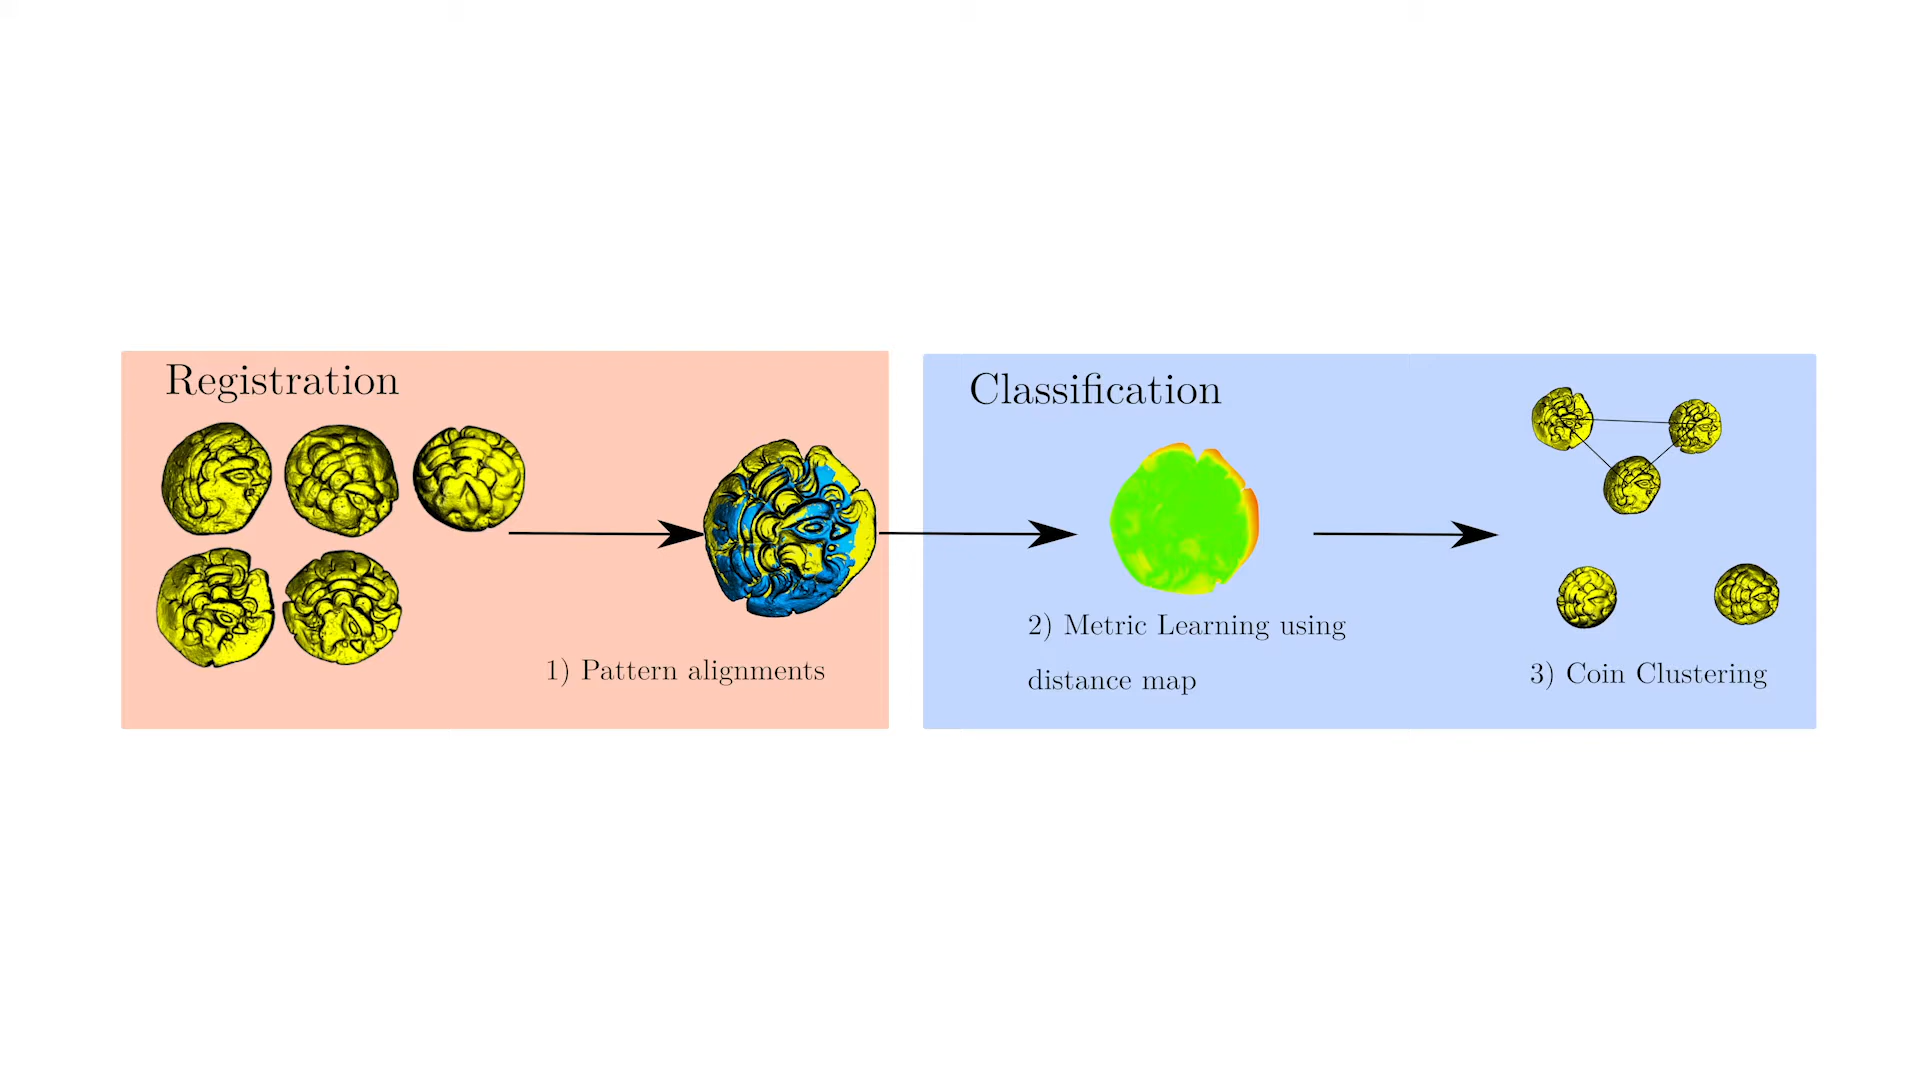 Registration
1) Pattern alignments
Classification
2) Metric Learning using
distance map
3) Coin Clustering